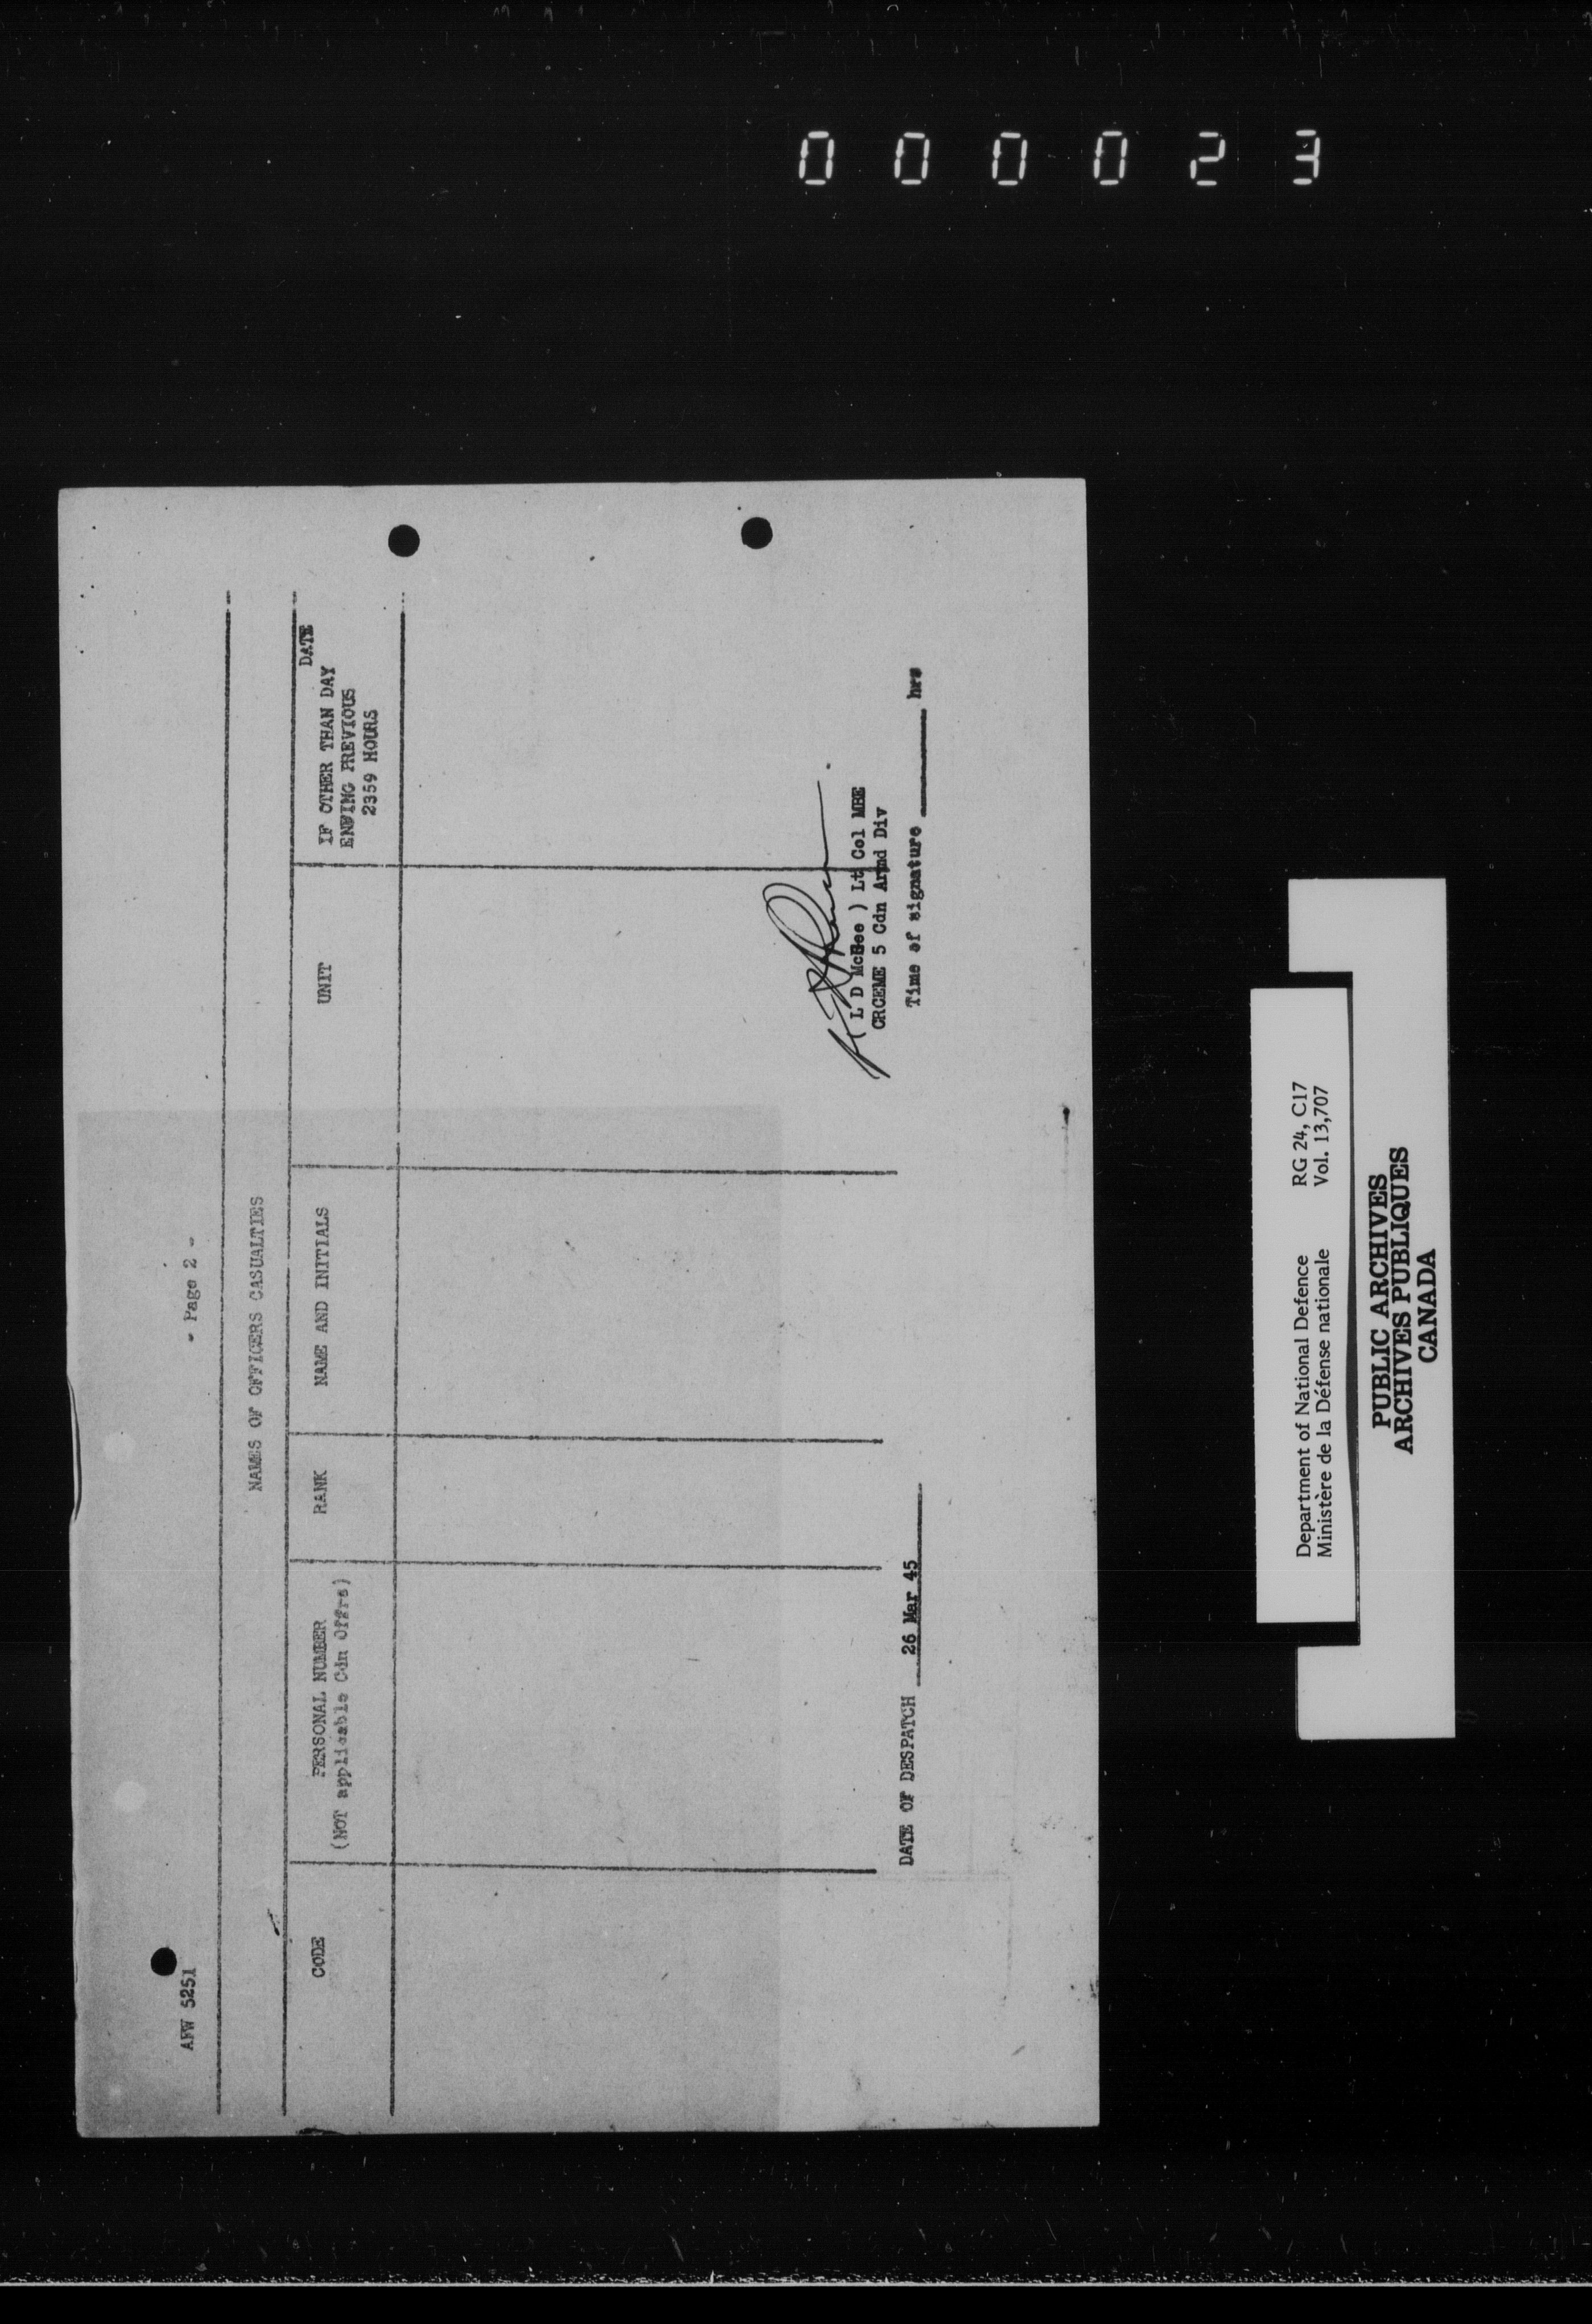 000023
AFW 5251
- Page 2 -
NAMES OF OFFICERS CASUALTIES
CODE
PERSONAL NUMBER
(NOT applicable Cdn Offrs)
RANK
NAME AND INITIALS
UNIT
DATE
IF OTHER THAN DAY
ENDING PREVIOUS
2359 HOURS
( L D McGee ) Lt Col MBE
CRCEME 5 Cdn Armd Div
DATE OF DESPATCH 26 Mar 45
Time of signature hrs
Department of National Defence RG 24, C17
Ministère de la Défense nationale Vol. 13,707
PUBLIC ARCHIVES
ARCHIVES PUBLIQUES
CANADA